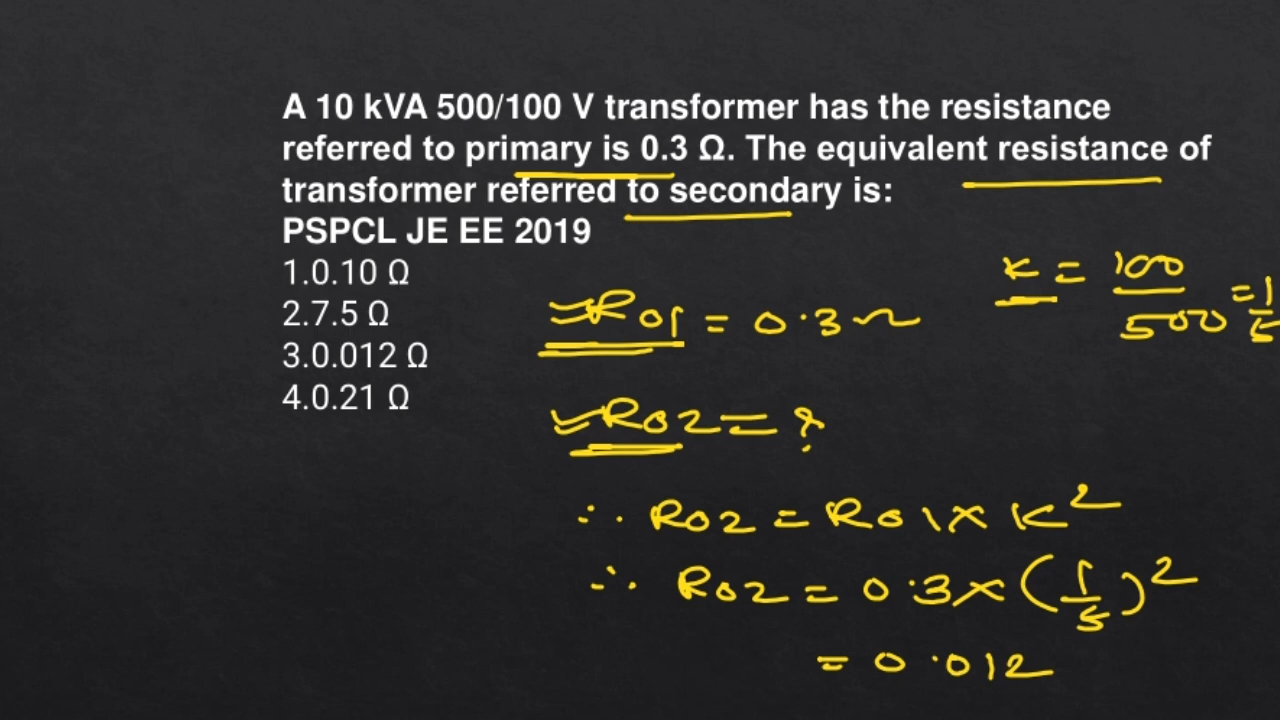 A 10 kVA 500/100 V transformer has the resistance
referred to primary is 0.3 Ω. The equivalent resistance of
transformer referred to secondary is:
PSPCL JE EE 2019
1.0.10 Ω
2.7.5 Ω
3.0.012 Ω
4.0.21 Ω
K = 100/500 = 1/5
R01 = 0.3 Ω
R02 = ?
∴ R02 = R01 × K²
∴ R02 = 0.3 × (1/5)²
= 0.012